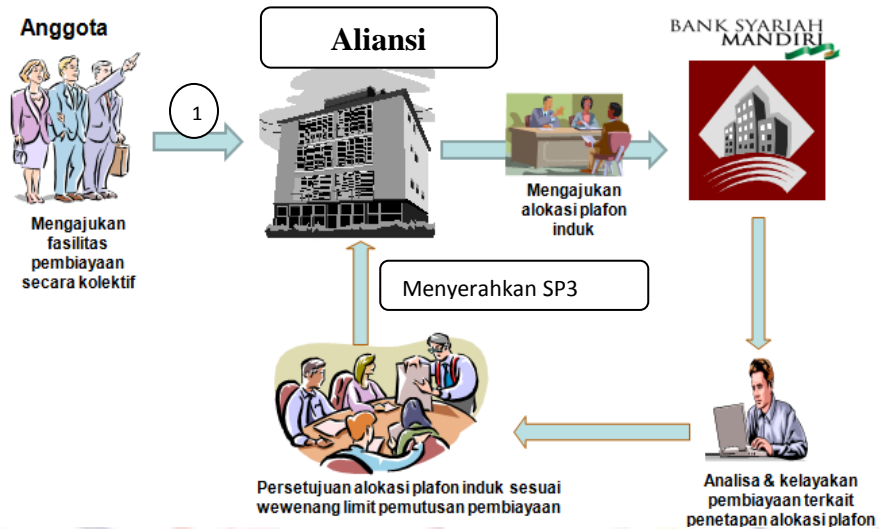 Anggota
Aliansi
BANK SYARIAH
MANDIRI
1
Mengajukan
fasilitas
pembiayaan
secara kolektif
Mengajukan
alokasi plafon
induk
Menyerahkan SP3
Persetujuan alokasi plafon induk sesuai
wewenang limit pemutusan pembiayaan
Analisa & kelayakan
pembiayaan terkait
penetapan alokasi plafon